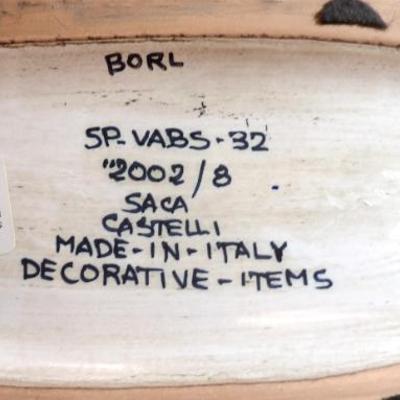 BORL
SP-VABS-32
"2002/8
SACA
CASTELLI
MADE-IN-ITALY
DECORATIVE-ITEMS